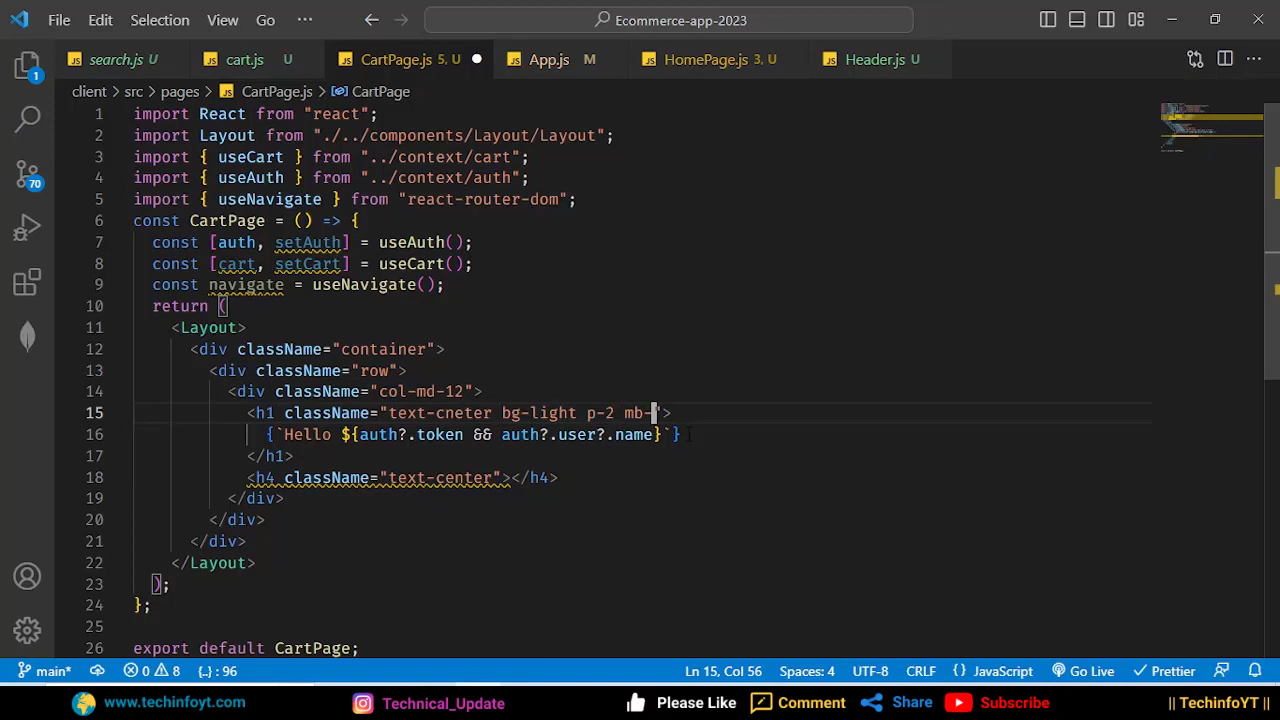 File Edit Selection View Go Ecommerce-app-2023
search.js U cart.js U CartPage.js 5, U App.js M HomePage.js 3, U Header.js U
client > src > pages > CartPage.js > CartPage
1 import React from "react";
2 import Layout from "./../components/Layout/Layout";
3 import { useCart } from "../context/cart";
4 import { useAuth } from "../context/auth";
5 import { useNavigate } from "react-router-dom";
6 const CartPage = () => {
7 const [auth, setAuth] = useAuth();
8 const [cart, setCart] = useCart();
9 const navigate = useNavigate();
10 return (
11 <Layout>
12 <div className="container">
13 <div className="row">
14 <div className="col-md-12">
15 <h1 className="text-cneter bg-light p-2 mb-">
16 {`Hello ${auth?.token && auth?.user?.name}`}
17 </h1>
18 <h4 className="text-center"></h4>
19 </div>
20 </div>
21 </div>
22 </Layout>
23 );
24 };
25
26 export default CartPage;
1
70
main* 0 8 {..} : 96 Ln 15, Col 56 Spaces: 4 UTF-8 CRLF {} JavaScript Go Live Prettier
www.techinfoyt.com Technical_Update Please Like Comment Share Subscribe || TechinfoYT ||